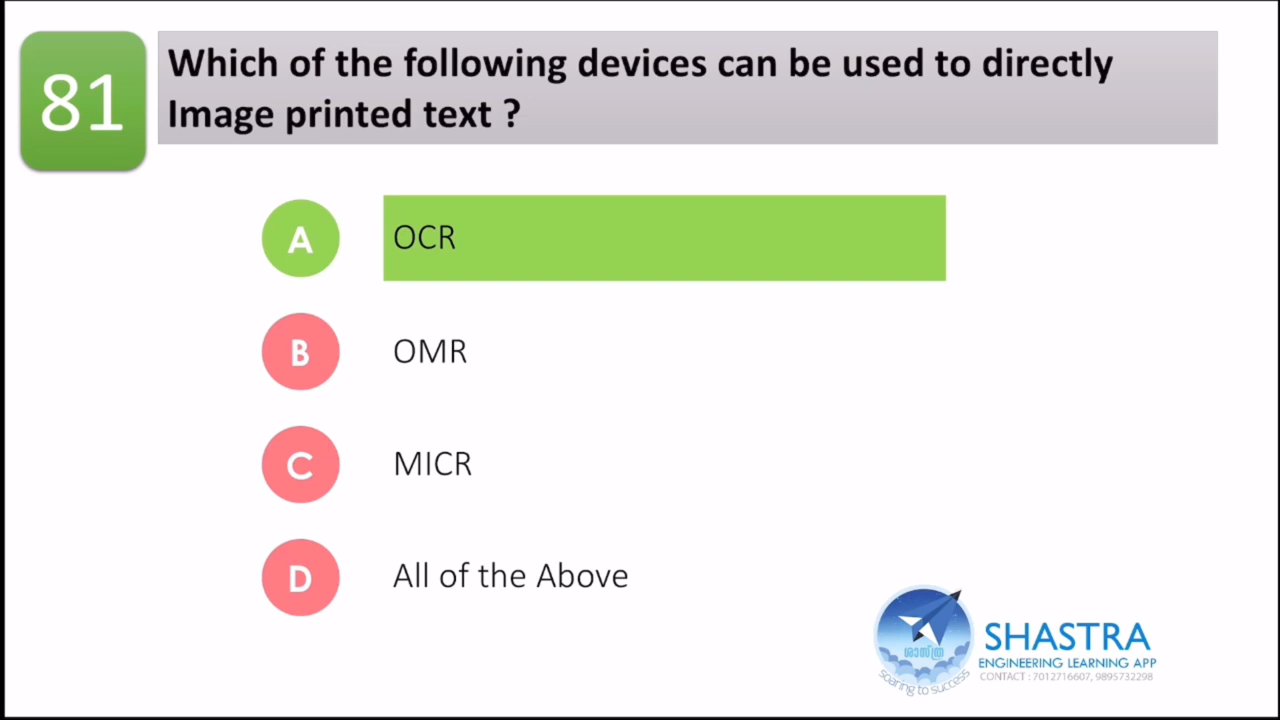 81
Which of the following devices can be used to directly
Image printed text ?
A
OCR
B
OMR
C
MICR
D
All of the Above
ശാസ്ത്ര
soaring to success
SHASTRA
ENGINEERING LEARNING APP
CONTACT : 7012716607, 9895732298